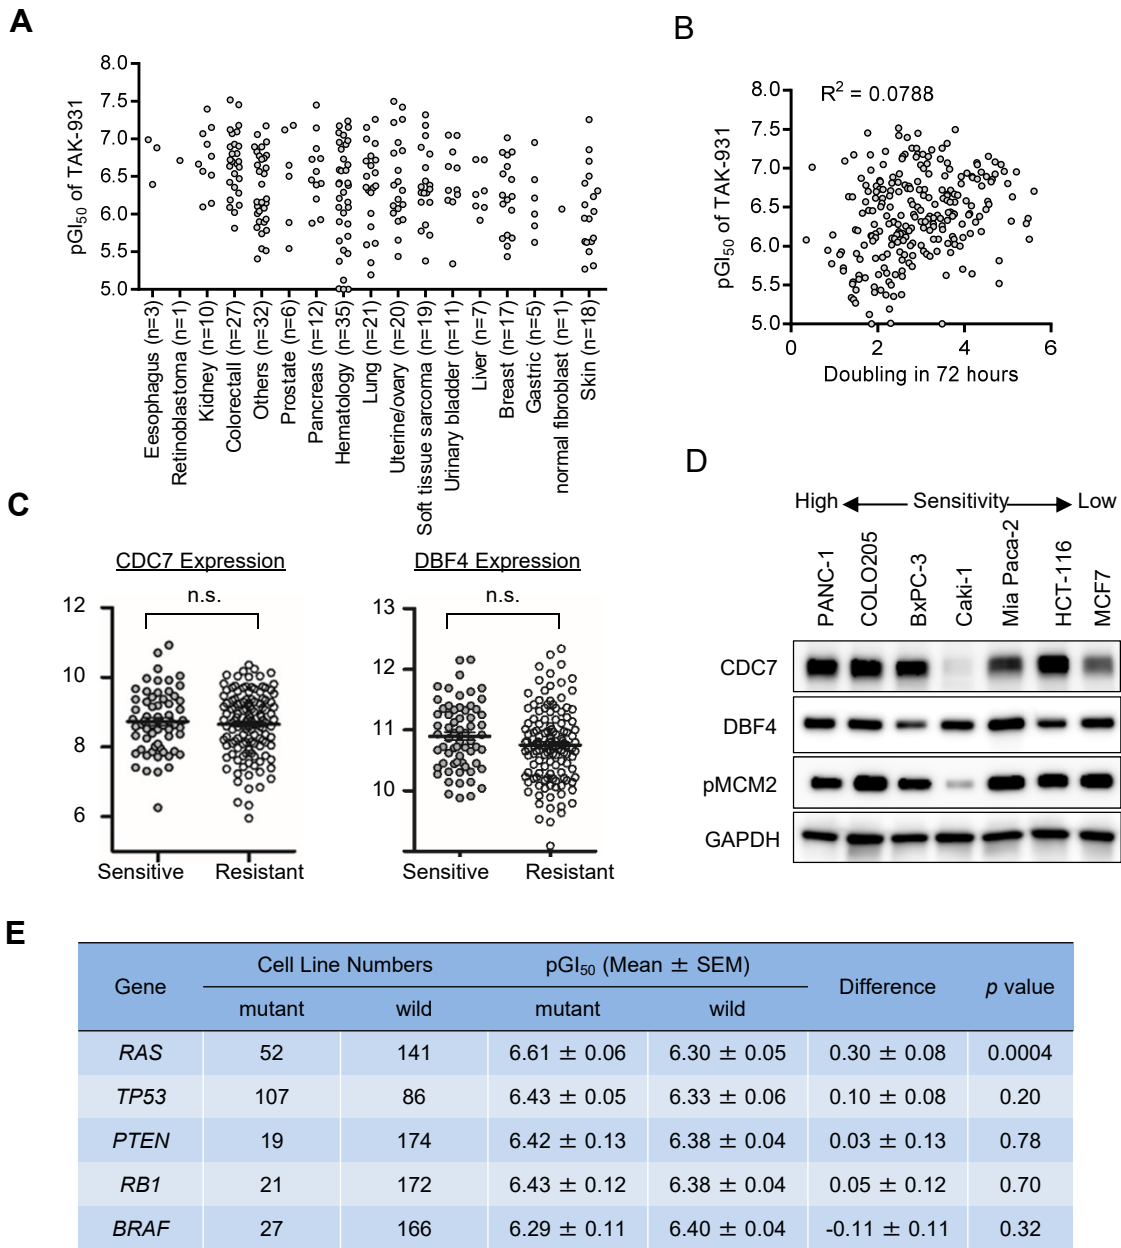 A
8.0
7.5
7.0
6.5
6.0
5.5
5.0
pGI50 of TAK-931
Eesophagus (n=3)
Retinoblastoma (n=1)
Kidney (n=10)
Colorectall (n=27)
Others (n=32)
Prostate (n=6)
Pancreas (n=12)
Hematology (n=35)
Lung (n=21)
Uterine/ovary (n=20)
Soft tissue sarcoma (n=19)
Urinary bladder (n=11)
Liver (n=7)
Breast (n=17)
Gastric (n=5)
normal fibroblast (n=1)
Skin (n=18)
B
R2 = 0.0788
8.0
7.5
7.0
6.5
6.0
5.5
5.0
pGI50 of TAK-931
0 2 4 6
Doubling in 72 hours
C
CDC7 Expression
n.s.
12
10
8
6
Sensitive Resistant
DBF4 Expression
n.s.
13
12
11
10
Sensitive Resistant
D
High Sensitivity Low
PANC-1
COLO205
BxPC-3
Caki-1
Mia Paca-2
HCT-116
MCF7
CDC7
DBF4
pMCM2
GAPDH
E
Gene Cell Line Numbers pGI50 (Mean ± SEM) Difference p value
mutant wild mutant wild
RAS 52 141 6.61 ± 0.06 6.30 ± 0.05 0.30 ± 0.08 0.0004
TP53 107 86 6.43 ± 0.05 6.33 ± 0.06 0.10 ± 0.08 0.20
PTEN 19 174 6.42 ± 0.13 6.38 ± 0.04 0.03 ± 0.13 0.78
RB1 21 172 6.43 ± 0.12 6.38 ± 0.04 0.05 ± 0.12 0.70
BRAF 27 166 6.29 ± 0.11 6.40 ± 0.04 -0.11 ± 0.11 0.32